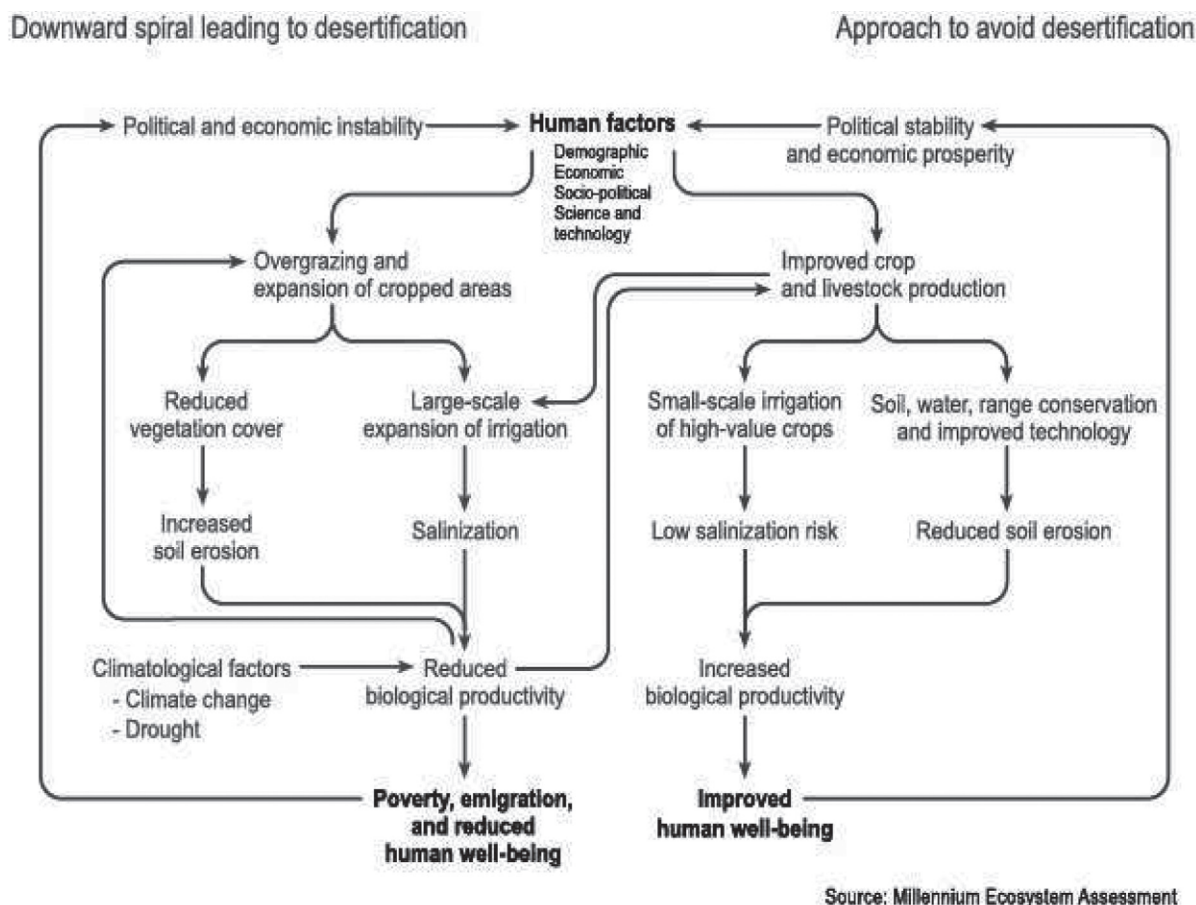 Downward spiral leading to desertification
Approach to avoid desertification
Political and economic instability
Human factors
Demographic
Economic
Socio-political
Science and
technology
Political stability
and economic prosperity
Overgrazing and
expansion of cropped areas
Improved crop
and livestock production
Reduced
vegetation cover
Large-scale
expansion of irrigation
Small-scale irrigation
of high-value crops
Soil, water, range conservation
and improved technology
Increased
soil erosion
Salinization
Low salinization risk
Reduced soil erosion
Climatological factors
- Climate change
- Drought
Reduced
biological productivity
Increased
biological productivity
Poverty, emigration,
and reduced
human well-being
Improved
human well-being
Source: Millennium Ecosystem Assessment